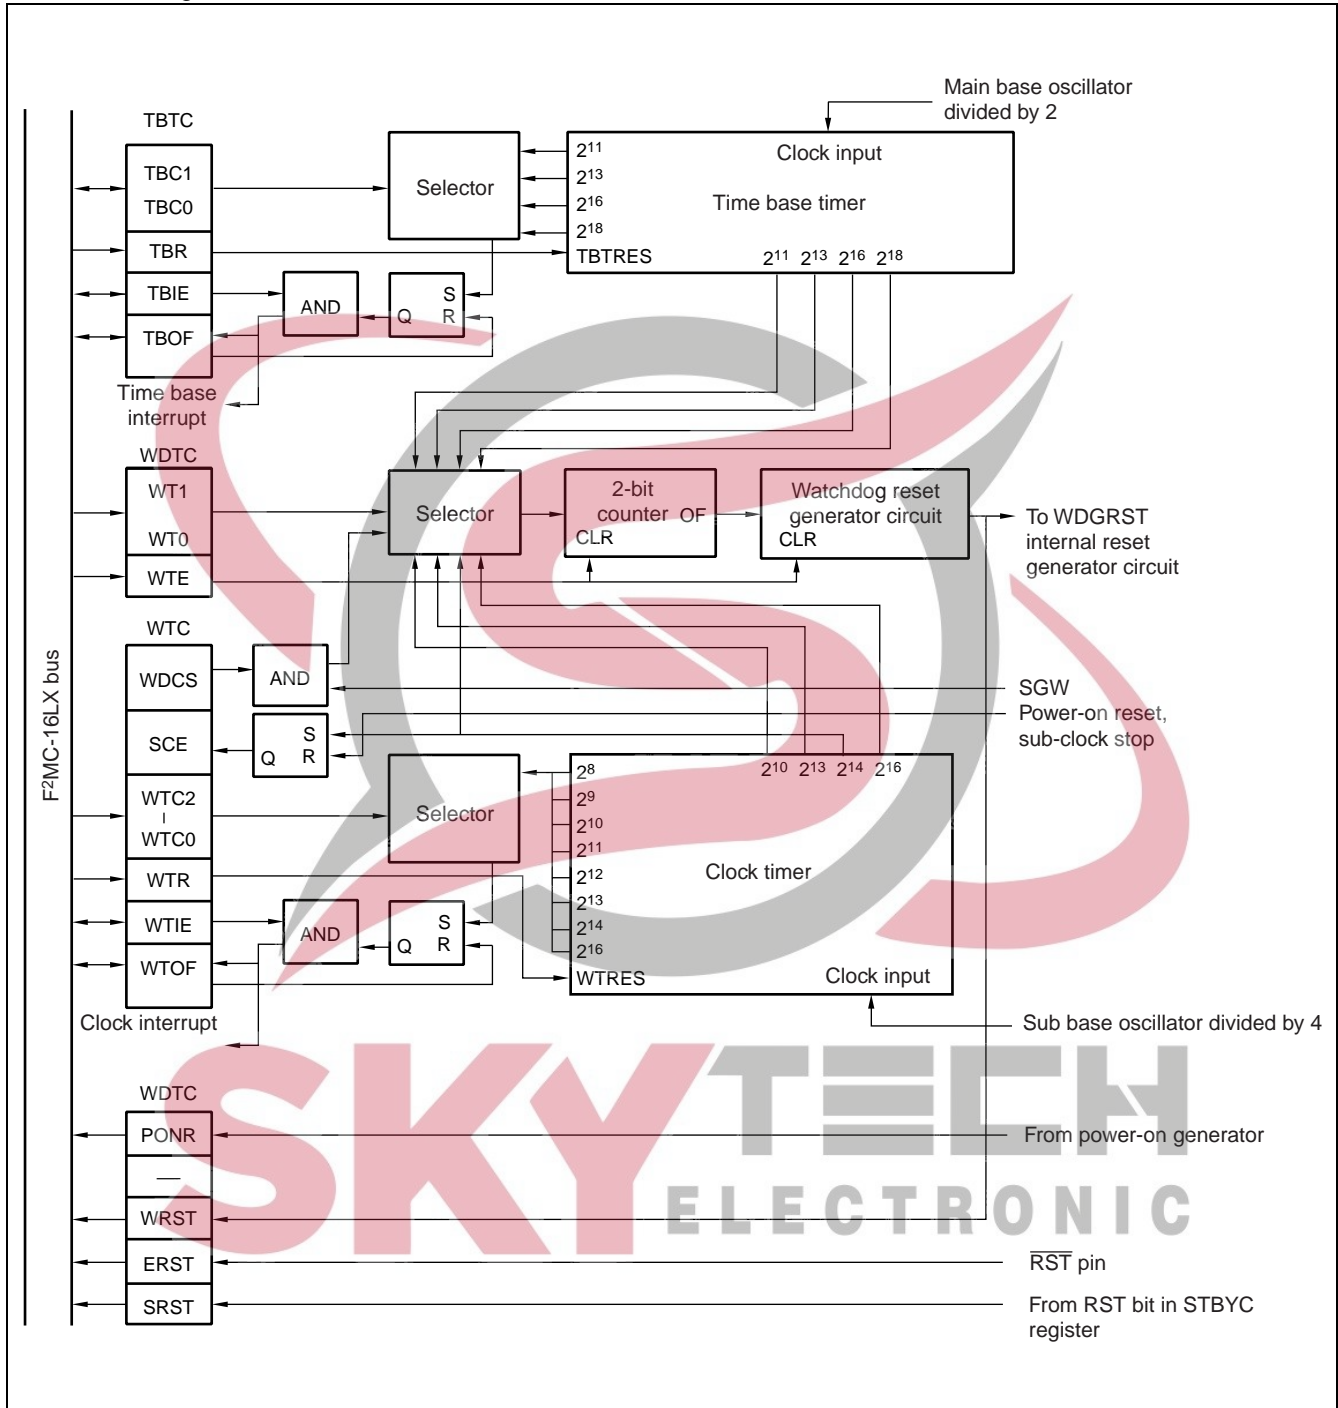 Main base oscillator
divided by 2
TBTC
TBC1
TBC0
TBR
TBIE
TBOF
Time base
interrupt
Selector
2¹¹
2¹³
2¹⁶
2¹⁸
TBTRES
Clock input
Time base timer
2¹¹ 2¹³ 2¹⁶ 2¹⁸
AND
S
Q R
WDTC
WT1
WT0
WTE
Selector
2-bit
counter OF
CLR
Watchdog reset
generator circuit
CLR
To WDGRST
internal reset
generator circuit
F²MC-16LX bus
WTC
WDCS
SCE
WTC2
–
WTC0
WTR
WTIE
WTOF
Clock interrupt
AND
SGW
Power-on reset,
sub-clock stop
S
Q R
Selector
2¹⁰ 2¹³ 2¹⁴ 2¹⁶
2⁸
2⁹
2¹⁰
2¹¹
2¹²
2¹³
2¹⁴
2¹⁶
WTRES
Clock timer
Clock input
AND
S
Q R
Sub base oscillator divided by 4
WDTC
PONR
—
WRST
ERST
SRST
From power-on generator
R̅S̅T̅ pin
From RST bit in STBYC
register
SKYTECH
ELECTRONIC